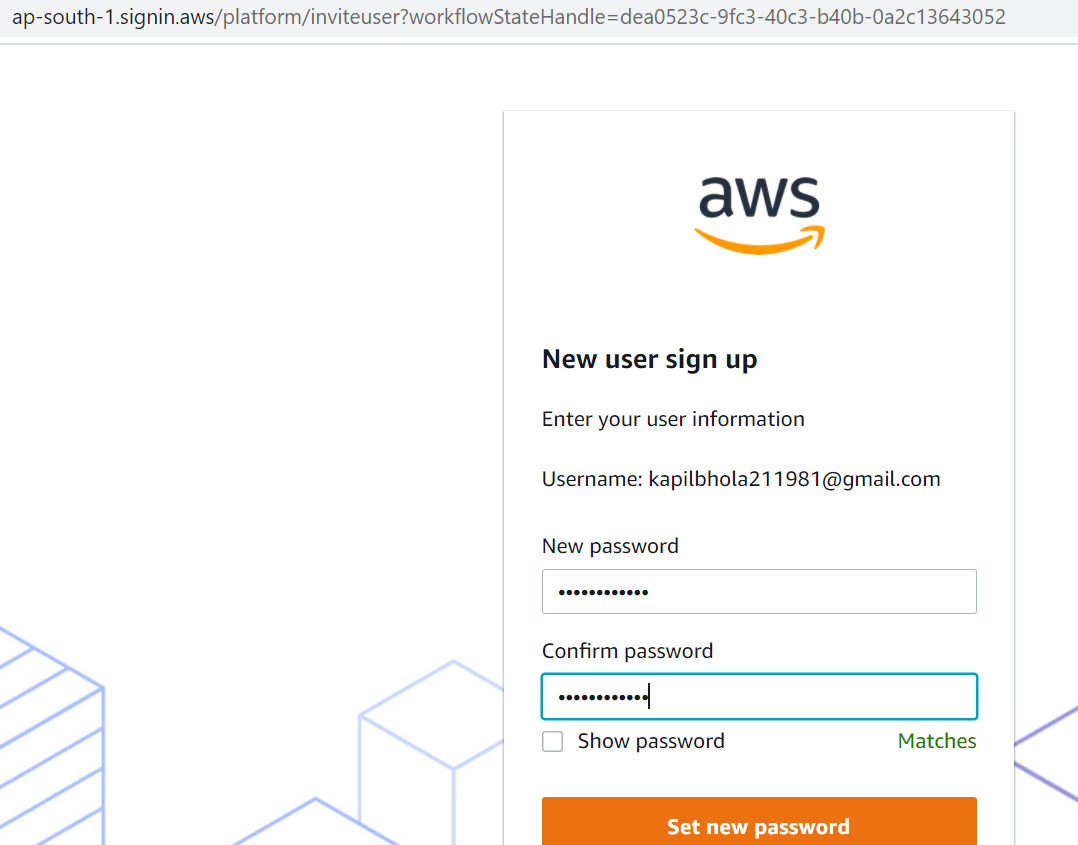 ap-south-1.signin.aws/platform/inviteuser?workflowStateHandle=dea0523c-9fc3-40c3-b40b-0a2c13643052
aws
New user sign up
Enter your user information
Username: kapilbhola211981@gmail.com
New password
••••••••••••
Confirm password
••••••••••••
Show password Matches
Set new password